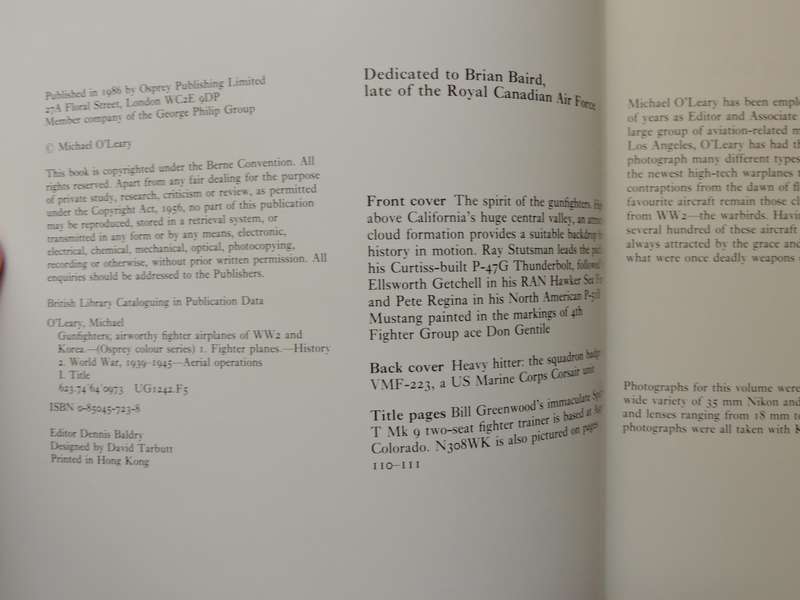 Published in 1986 by Osprey Publishing Limited
27A Floral Street, London WC2E 9DP
Member company of the George Philip Group
© Michael O'Leary
This book is copyrighted under the Berne Convention. All
rights reserved. Apart from any fair dealing for the purpose
of private study, research, criticism or review, as permitted
under the Copyright Act, 1956, no part of this publication
may be reproduced, stored in a retrieval system, or
transmitted in any form or by any means, electronic,
electrical, chemical, mechanical, optical, photocopying,
recording or otherwise, without prior written permission. All
enquiries should be addressed to the Publishers.
British Library Cataloguing in Publication Data
O'Leary, Michael
Gunfighters; airworthy fighter airplanes of WW2 and
Korea.—(Osprey colour series) 1. Fighter planes.—History
2. World War, 1939–1945—Aerial operations
I. Title
623.74'64'0973 UG1242.F5
ISBN 0-85045-723-8
Editor Dennis Baldry
Designed by David Tarbutt
Printed in Hong Kong
Dedicated to Brian Baird,
late of the Royal Canadian Air Force
Front cover The spirit of the gunfighters.
above California's huge central valley, an
cloud formation provides a suitable backdrop
history in motion. Ray Stutsman leads the
his Curtiss-built P-47G Thunderbolt, followed
Ellsworth Getchell in his RAN Hawker Sea
and Pete Regina in his North American
Mustang painted in the markings of 4th
Fighter Group ace Don Gentile
Back cover Heavy hitter: the squadron badge
VMF-223, a US Marine Corps Corsair unit
Title pages Bill Greenwood's immaculate
T Mk 9 two-seat fighter trainer is based at
Colorado. N308WK is also pictured on pages
110–111
Michael O'Leary has been
of years as Editor and Associate
large group of aviation-related
Los Angeles, O'Leary has had
photograph many different types
the newest high-tech warplanes
contraptions from the dawn of
favourite aircraft remain those
from WW2—the warbirds.
several hundred of these aircraft
always attracted by the grace
what were once deadly weapons
Photographs for this volume were
wide variety of 35 mm Nikon
and lenses ranging from 18 mm
photographs were all taken with